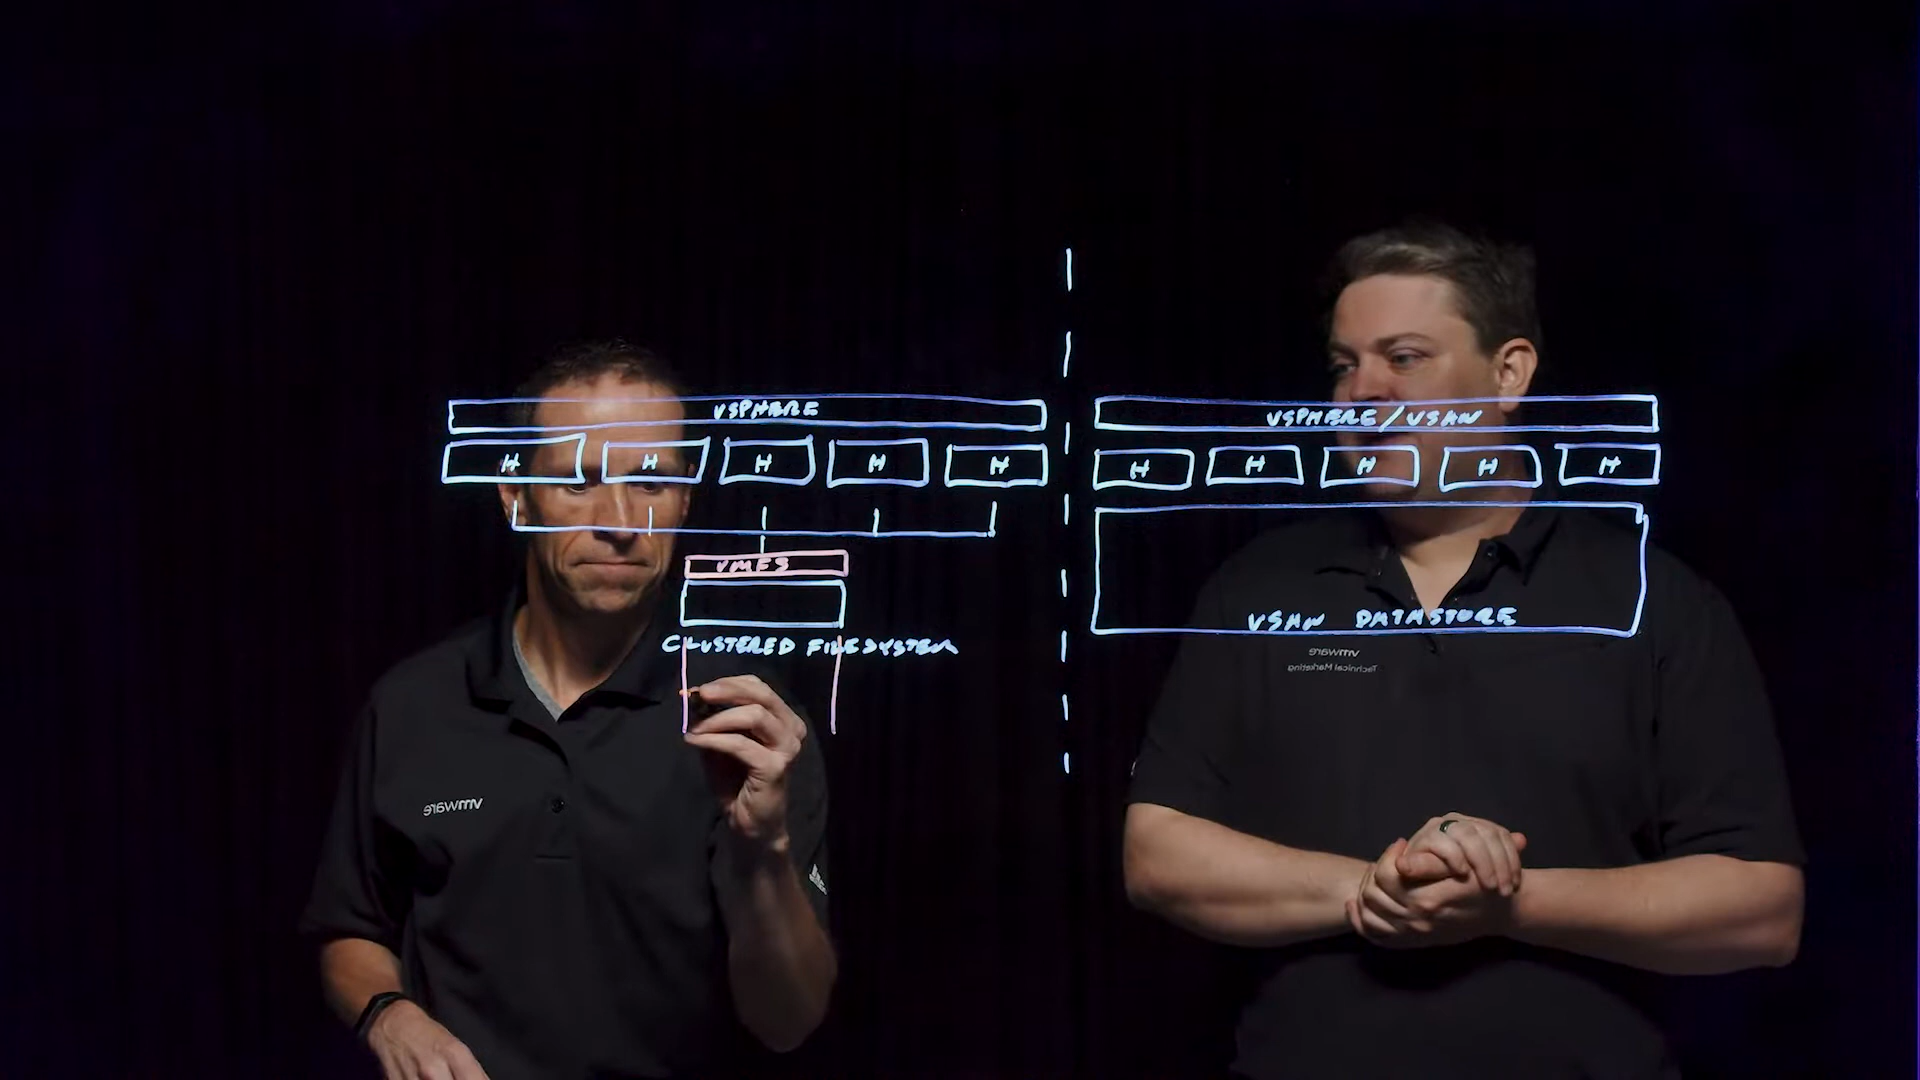 VSPHERE
H H H H H
VMFS
CLUSTERED FILESYSTEM
VSPHERE/VSAN
H H H H H
VSAN DATASTORE
vmware
Technical Marketing
vmware